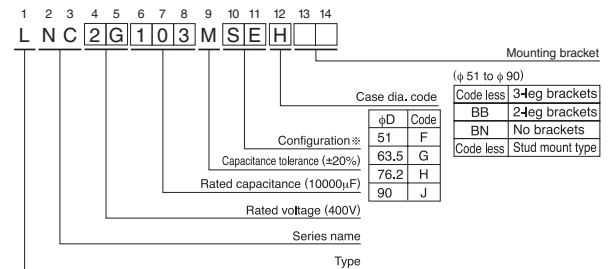 1 2 3 4 5 6 7 8 9 10 11 12 13 14
L N C 2 G 1 0 3 M S E H
Mounting bracket
(φ 51 to φ 90)
Code less 3-leg brackets
BB 2-leg brackets
BN No brackets
Code less Stud mount type
Case dia. code
φD Code
51 F
63.5 G
76.2 H
90 J
Configuration※
Capacitance tolerance (±20%)
Rated capacitance (10000μF)
Rated voltage (400V)
Series name
Type